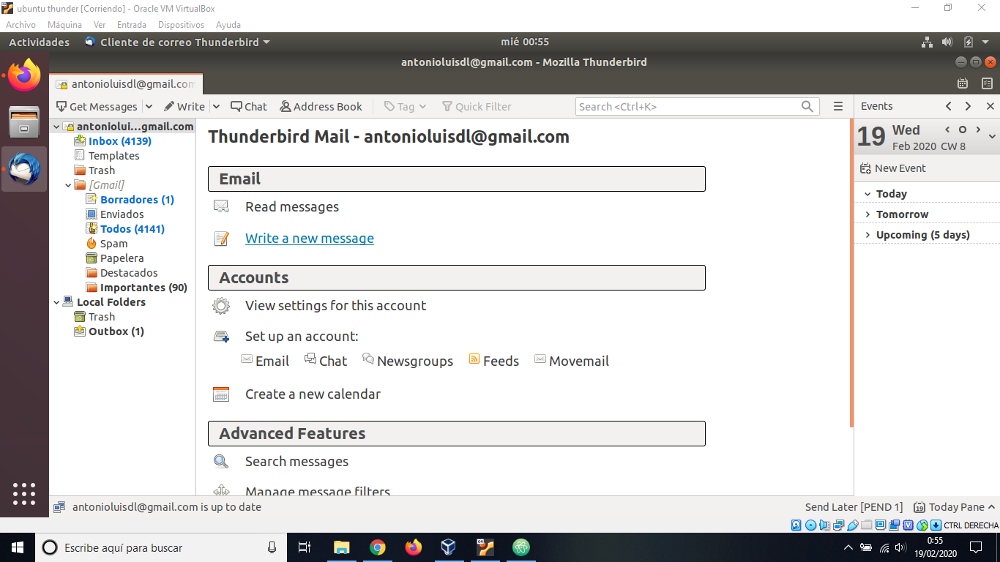 ubuntu thunder [Corriendo] - Oracle VM VirtualBox
Archivo Máquina Ver Entrada Dispositivos Ayuda
Actividades Cliente de correo Thunderbird mié 00:55
antonioluisdl@gmail.com - Mozilla Thunderbird
antonioluisdl@gmail.com
Get Messages Write Chat Address Book Tag Quick Filter Search <Ctrl+K>
antoniolui...gmail.com
Inbox (4139)
Templates
Trash
[Gmail]
Borradores (1)
Enviados
Todos (4141)
Spam
Papelera
Destacados
Importantes (90)
Local Folders
Trash
Outbox (1)
Thunderbird Mail - antonioluisdl@gmail.com
Email
Read messages
Write a new message
Accounts
View settings for this account
Set up an account:
Email Chat Newsgroups Feeds Movemail
Create a new calendar
Advanced Features
Search messages
Manage message filters
Events
19 Wed
Feb 2020 CW 8
New Event
Today
Tomorrow
Upcoming (5 days)
antonioluisdl@gmail.com is up to date
Send Later [PEND 1] 19 Today Pane
CTRL DERECHA
Escribe aquí para buscar
0:55
19/02/2020